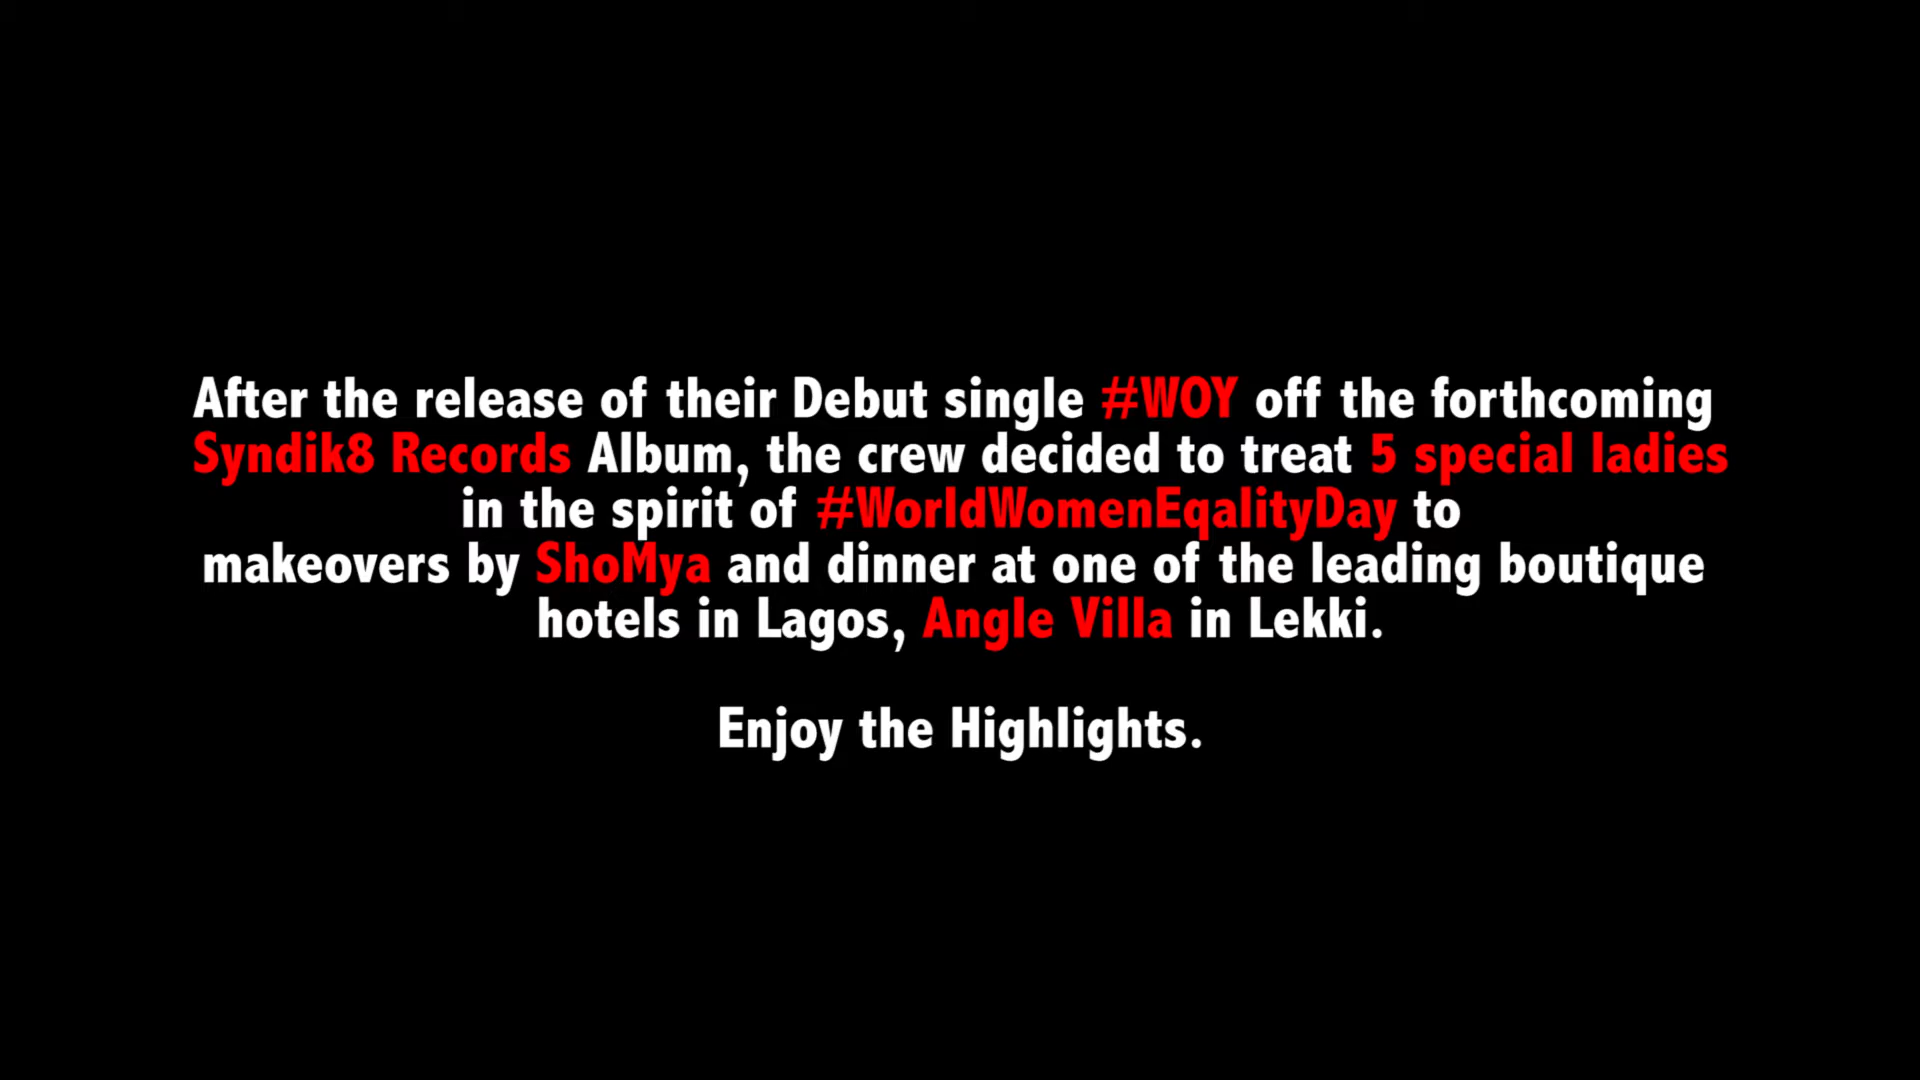 After the release of their Debut single #WOY off the forthcoming
Syndik8 Records Album, the crew decided to treat 5 special ladies
in the spirit of #WorldWomenEqalityDay to
makeovers by ShoMya and dinner at one of the leading boutique
hotels in Lagos, Angle Villa in Lekki.
Enjoy the Highlights.